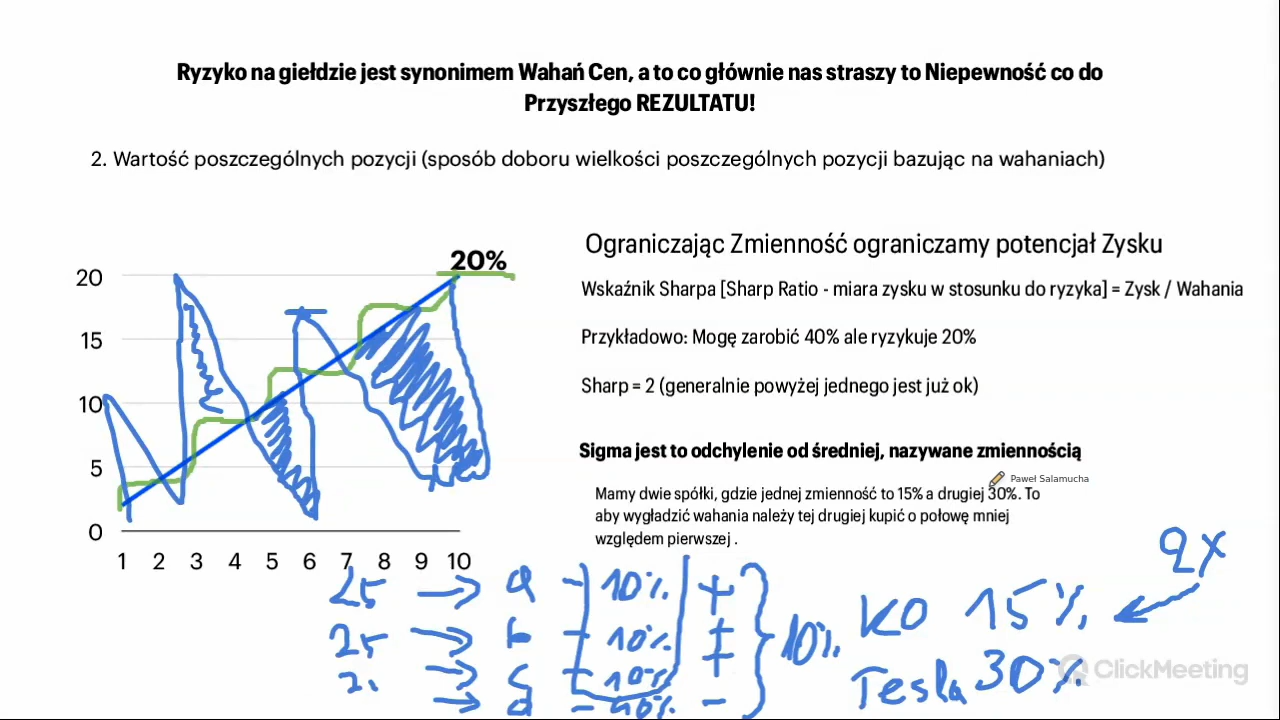 Ryzyko na giełdzie jest synonimem Wahań Cen, a to co głównie nas straszy to Niepewność co do
Przyszłego REZULTATU!
2. Wartość poszczególnych pozycji (sposób doboru wielkości poszczególnych pozycji bazując na wahaniach)
20%
20
15
10
5
0
1 2 3 4 5 6 7 8 9 10
Ograniczając Zmienność ograniczamy potencjał Zysku
Wskaźnik Sharpa [Sharp Ratio - miara zysku w stosunku do ryzyka] = Zysk / Wahania
Przykładowo: Mogę zarobić 40% ale ryzykuje 20%
Sharp = 2 (generalnie powyżej jednego jest już ok)
Sigma jest to odchylenie od średniej, nazywane zmiennością
Paweł Salamucha
Mamy dwie spółki, gdzie jednej zmienność to 15% a drugiej 30%. To
aby wygładzić wahania należy tej drugiej kupić o połowę mniej
względem pierwszej .
25 → a - 10% +
25 → b - 10% +
→ c - 10% +
→ d - 10% -
10%
2x
KO 15%
Tesla 30%
ClickMeeting